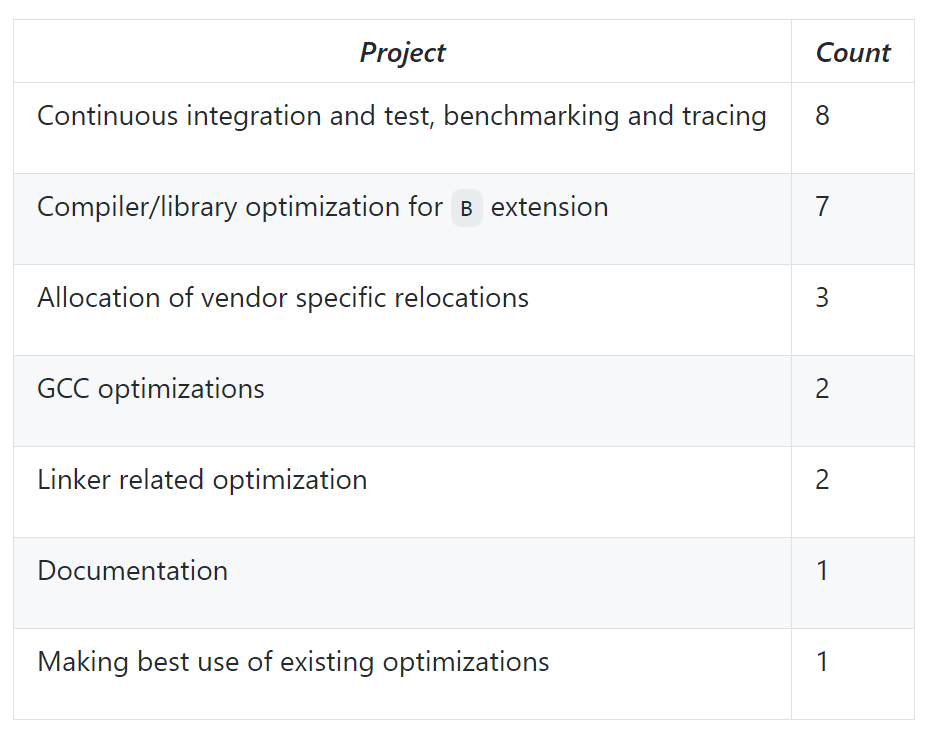 Project Count
Continuous integration and test, benchmarking and tracing 8
Compiler/library optimization for B extension 7
Allocation of vendor specific relocations 3
GCC optimizations 2
Linker related optimization 2
Documentation 1
Making best use of existing optimizations 1